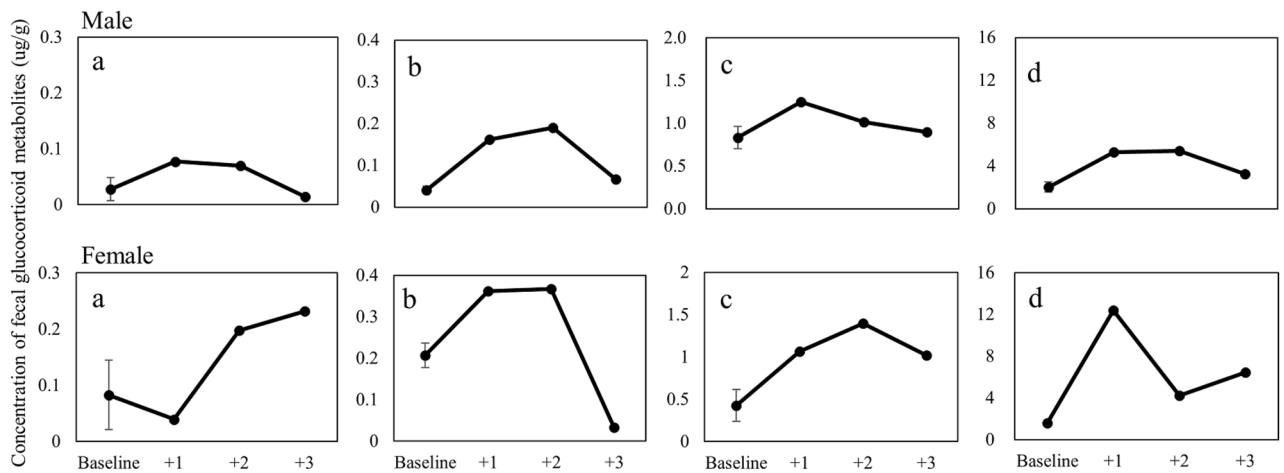 Concentration of fecal glucocorticoid metabolites (ug/g)
Male
0.3
0.2
0.1
0
a
0.4
0.3
0.2
0.1
0
b
2.0
1.5
1.0
0.5
0.0
c
16
12
8
4
0
d
Female
0.3
0.2
0.1
0
a
Baseline +1 +2 +3
0.4
0.3
0.2
0.1
0
b
Baseline +1 +2 +3
2
1.5
1
0.5
0
c
Baseline +1 +2 +3
16
12
8
4
0
d
Baseline +1 +2 +3